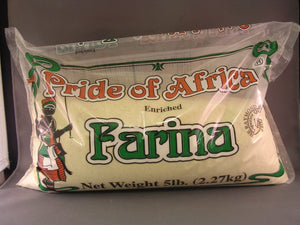 Pride of Africa
Enriched
Farina
Net Weight 5lb. (2.27kg)